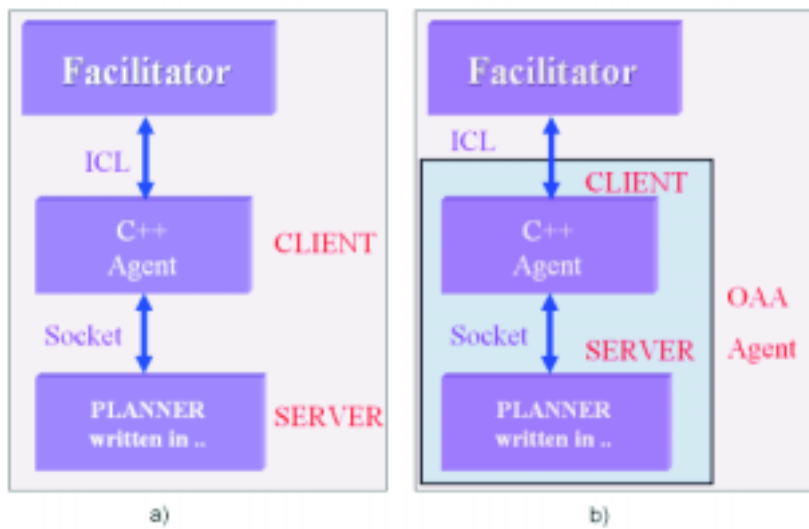 Facilitator
ICL
C++
Agent
CLIENT
Socket
PLANNER
written in ..
SERVER
a)
Facilitator
ICL
CLIENT
C++
Agent
OAA
Agent
Socket
SERVER
PLANNER
written in ..
b)